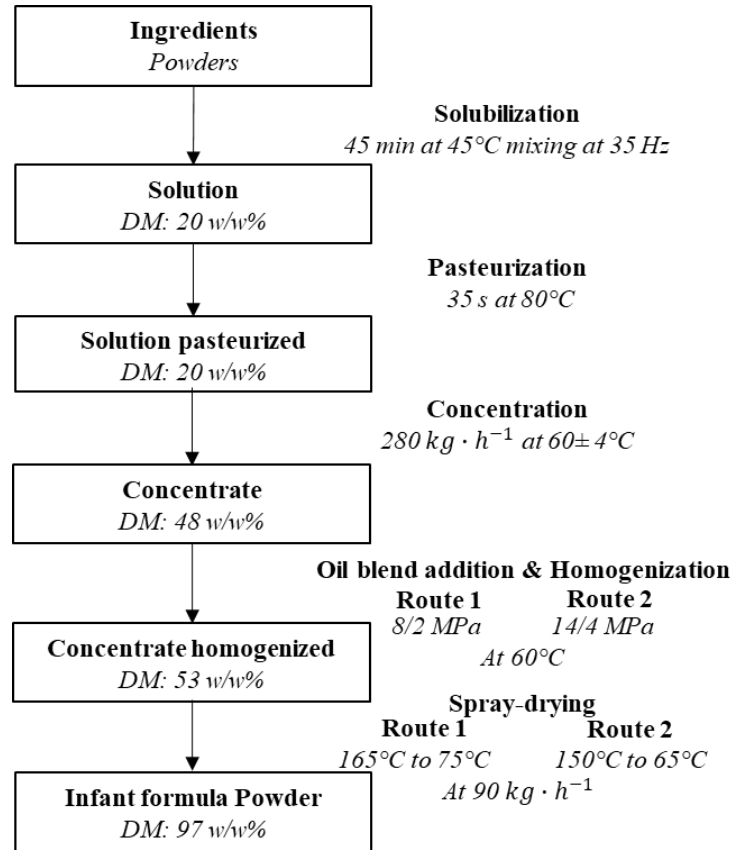 Ingredients
Powders
Solubilization
45 min at 45°C mixing at 35 Hz
Solution
DM: 20 w/w%
Pasteurization
35 s at 80°C
Solution pasteurized
DM: 20 w/w%
Concentration
280 kg · h⁻¹ at 60± 4°C
Concentrate
DM: 48 w/w%
Oil blend addition & Homogenization
Route 1 Route 2
8/2 MPa 14/4 MPa
At 60°C
Concentrate homogenized
DM: 53 w/w%
Spray-drying
Route 1 Route 2
165°C to 75°C 150°C to 65°C
At 90 kg · h⁻¹
Infant formula Powder
DM: 97 w/w%